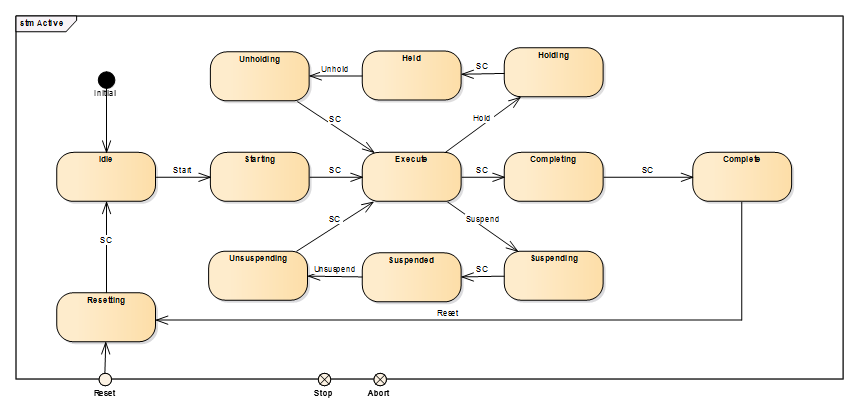 stm Active
Unholding
Held
Holding
Unhold
SC
Initial
SC
Hold
Idle
Starting
Execute
Completing
Complete
Start
SC
SC
SC
SC
Suspend
SC
Unsuspending
Suspended
Suspending
Unsuspend
SC
Resetting
Reset
Reset
Stop
Abort